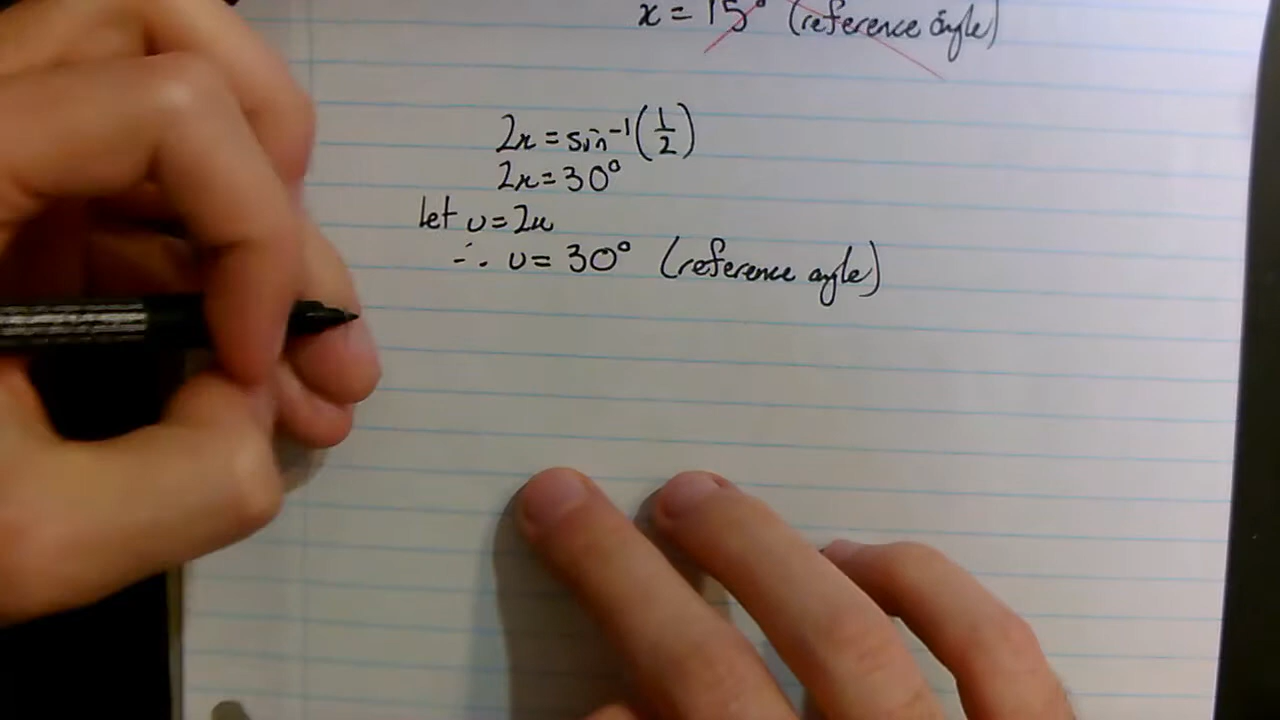 x = 15° (reference angle)
2x = sin⁻¹(1/2)
2x = 30°
let u = 2x
∴ u = 30° (reference angle)